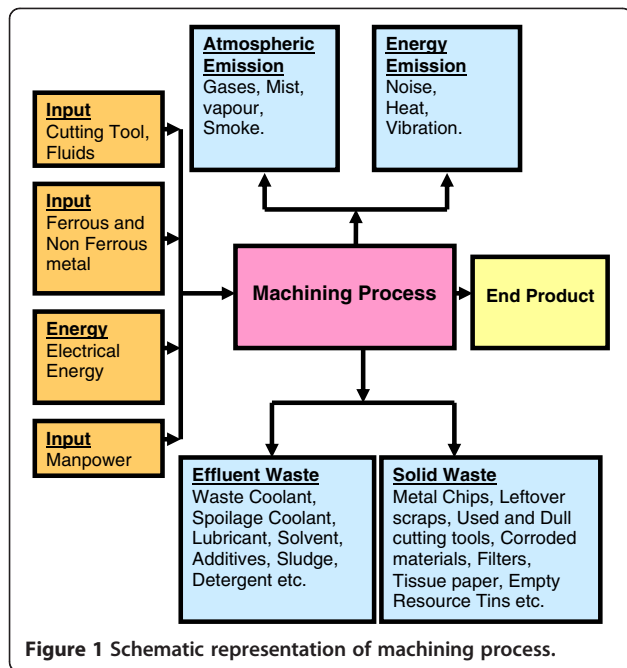 Atmospheric
Emission
Gases, Mist,
vapour,
Smoke.
Energy
Emission
Noise,
Heat,
Vibration.
Input
Cutting Tool,
Fluids
Input
Ferrous and
Non Ferrous
metal
Energy
Electrical
Energy
Input
Manpower
Machining Process
End Product
Effluent Waste
Waste Coolant,
Spoilage Coolant,
Lubricant, Solvent,
Additives, Sludge,
Detergent etc.
Solid Waste
Metal Chips, Leftover
scraps, Used and Dull
cutting tools, Corroded
materials, Filters,
Tissue paper, Empty
Resource Tins etc.
Figure 1 Schematic representation of machining process.